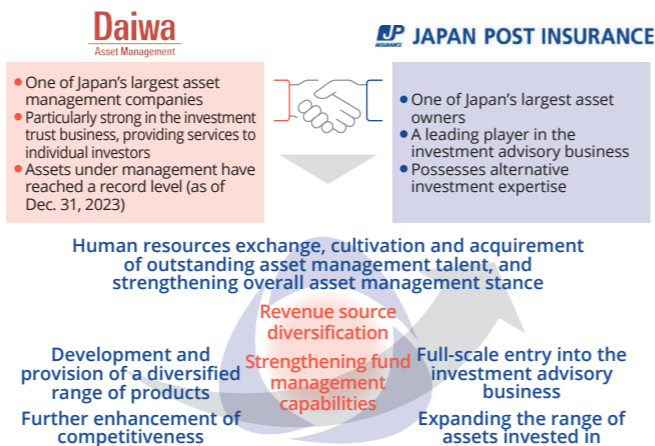 Daiwa
Asset Management
JP
INSURANCE
JAPAN POST INSURANCE
• One of Japan's largest asset
management companies
• Particularly strong in the investment
trust business, providing services to
individual investors
• Assets under management have
reached a record level (as of
Dec. 31, 2023)
• One of Japan's largest asset
owners
• A leading player in the
investment advisory business
• Possesses alternative
investment expertise
Human resources exchange, cultivation and acquirement
of outstanding asset management talent, and
strengthening overall asset management stance
Revenue source
diversification
Strengthening fund
management
capabilities
Development and
provision of a diversified
range of products
Further enhancement of
competitiveness
Full-scale entry into the
investment advisory
business
Expanding the range of
assets invested in